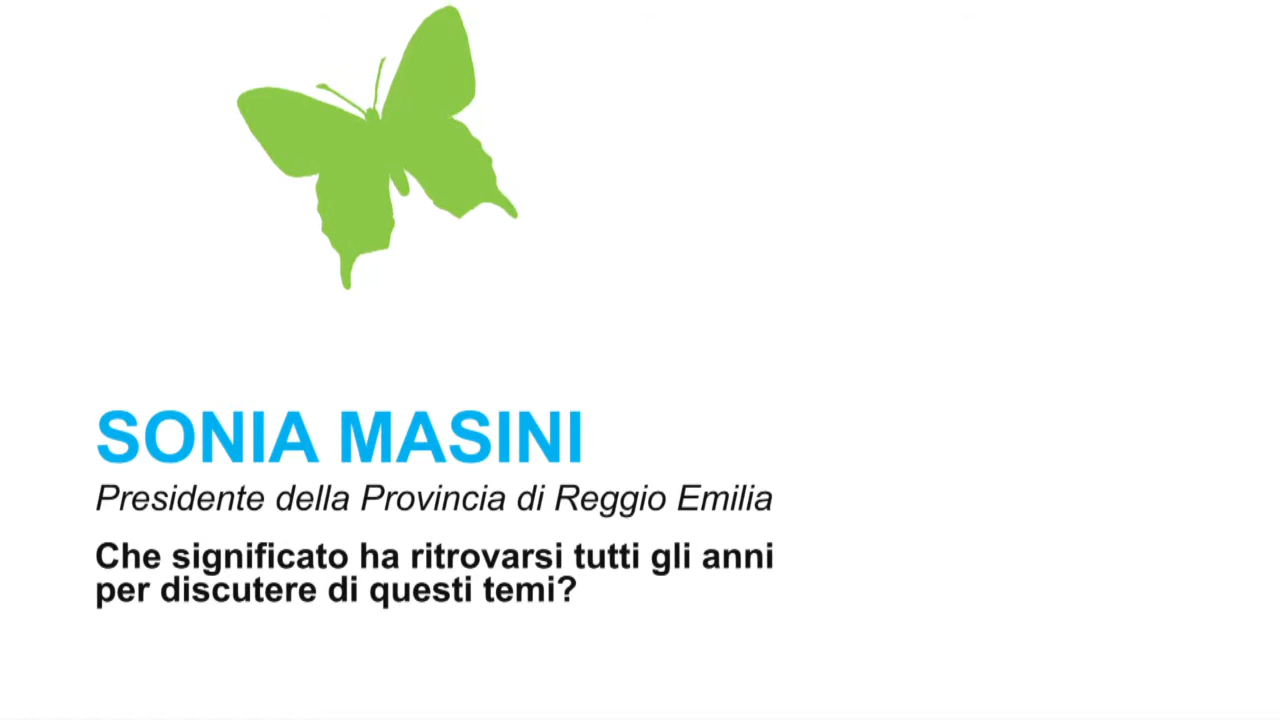 SONIA MASINI
Presidente della Provincia di Reggio Emilia
Che significato ha ritrovarsi tutti gli anni
per discutere di questi temi?